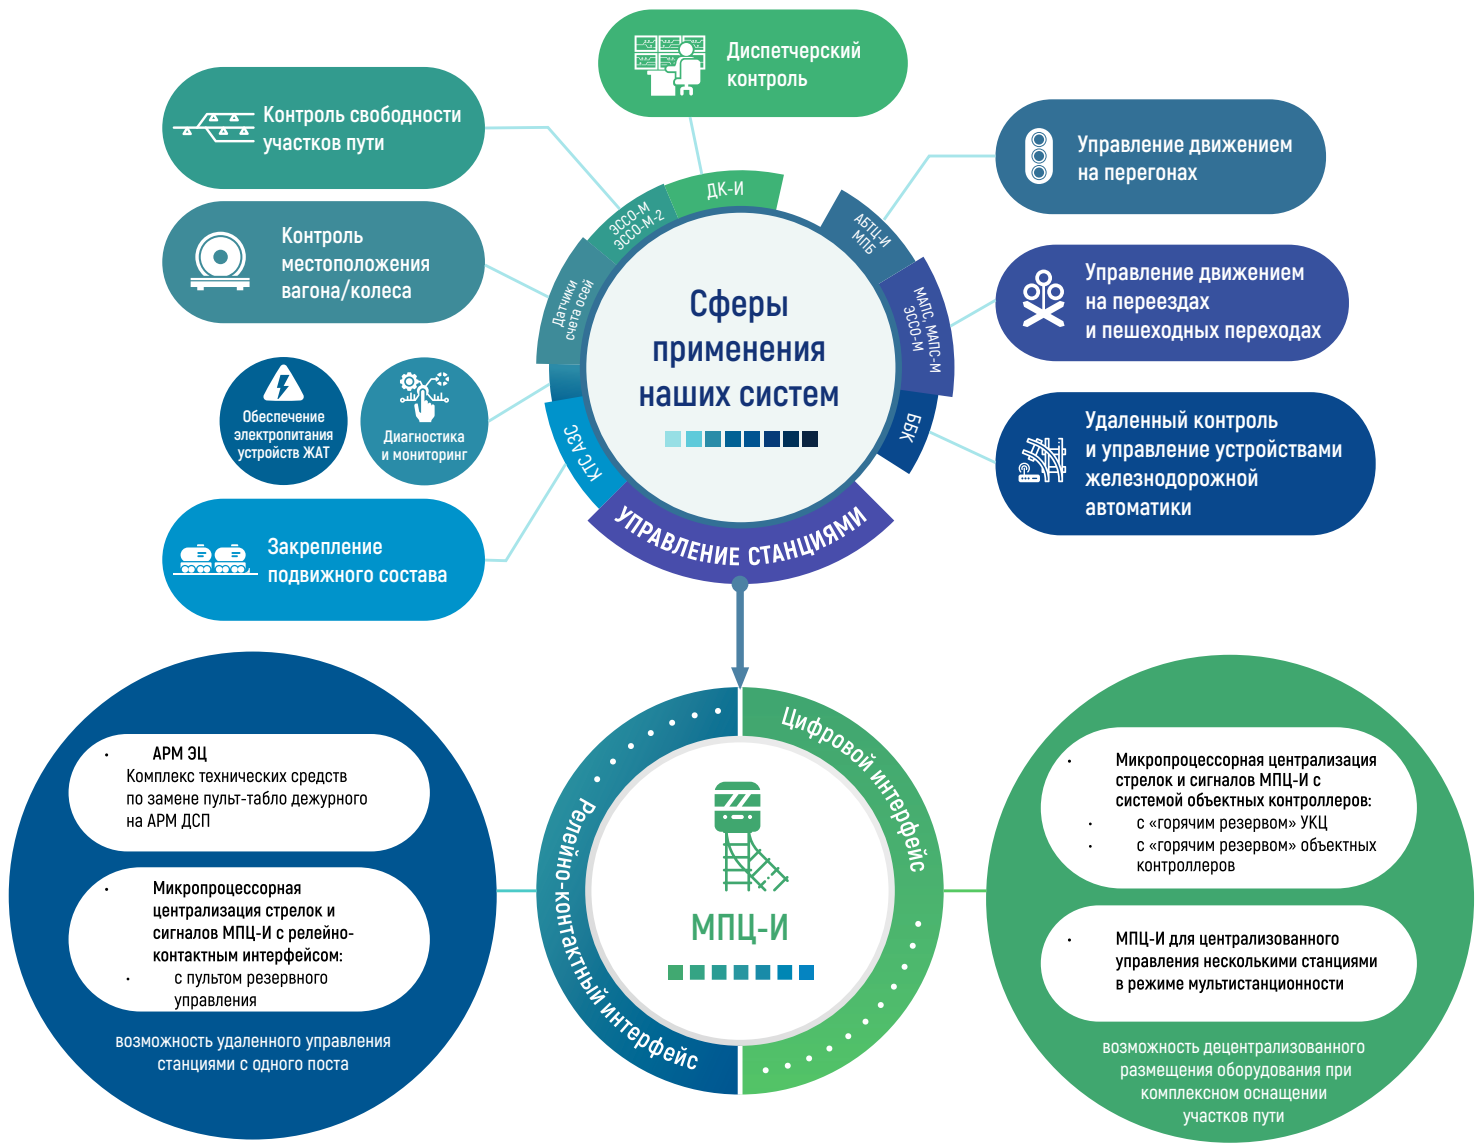 Диспетчерский
контроль
Контроль свободности
участков пути
Контроль
местоположения
вагона/колеса
Обеспечение
электропитания
устройств ЖАТ
Диагностика
и мониторинг
Закрепление
подвижного состава
Управление движением
на перегонах
Управление движением
на переездах
и пешеходных переходах
Удаленный контроль
и управление устройствами
железнодорожной
автоматики
ДК-И
ЭССО-М
ЭССО-М-2
Датчики
счета осей
КТС АЗС
АБТЦ-И
МПБ
МАПС, МАПС-М
ЭССО-М
ББК
УПРАВЛЕНИЕ СТАНЦИЯМИ
Сферы
применения
наших систем
Релейно-контактный интерфейс
Цифровой интерфейс
МПЦ-И
• АРМ ЭЦ
Комплекс технических средств
по замене пульт-табло дежурного
на АРМ ДСП
• Микропроцессорная
централизация стрелок и
сигналов МПЦ-И с релейно-
контактным интерфейсом:
• с пультом резервного
управления
возможность удаленного управления
станциями с одного поста
• Микропроцессорная централизация
стрелок и сигналов МПЦ-И с
системой объектных контроллеров:
• с «горячим резервом» УКЦ
• с «горячим резервом» объектных
контроллеров
• МПЦ-И для централизованного
управления несколькими станциями
в режиме мультистанционности
возможность децентрализованного
размещения оборудования при
комплексном оснащении
участков пути